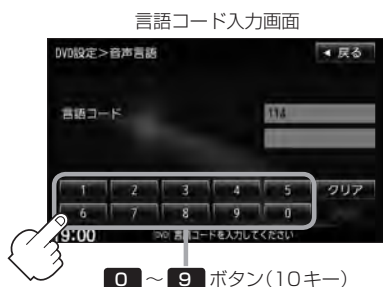 言語コード入力画面
DVD設定>音声言語
◀ 戻る
言語コード
114
1 2 3 4 5 クリア
6 7 8 9 0
9:00 DVD 言語コードを入力してください
0 ~ 9 ボタン(10キー)